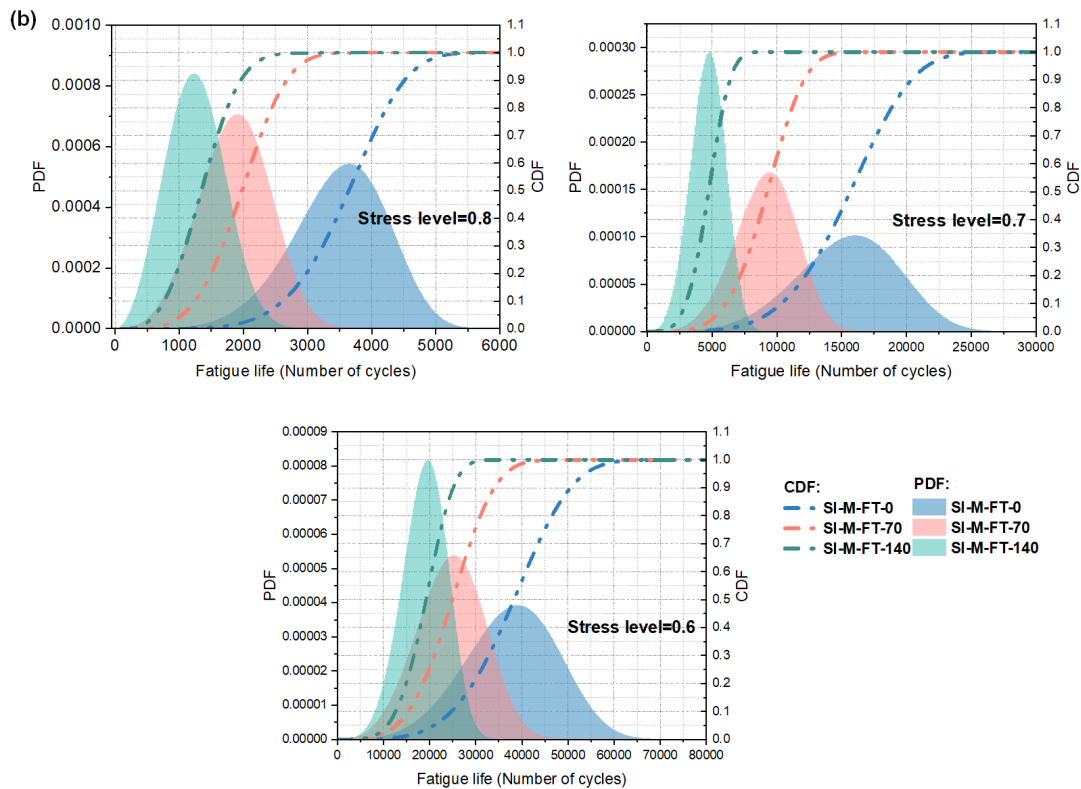 (b)
0.0010
0.0008
0.0006
0.0004
0.0002
0.0000
PDF
1.1
1.0
0.9
0.8
0.7
0.6
0.5
0.4
0.3
0.2
0.1
0.0
CDF
Stress level=0.8
0 1000 2000 3000 4000 5000 6000
Fatigue life (Number of cycles)
0.00030
0.00025
0.00020
0.00015
0.00010
0.00005
0.00000
PDF
1.1
1.0
0.9
0.8
0.7
0.6
0.5
0.4
0.3
0.2
0.1
0.0
CDF
Stress level=0.7
0 5000 10000 15000 20000 25000 30000
Fatigue life (Number of cycles)
0.00009
0.00008
0.00007
0.00006
0.00005
0.00004
0.00003
0.00002
0.00001
0.00000
PDF
1.1
1.0
0.9
0.8
0.7
0.6
0.5
0.4
0.3
0.2
0.1
0.0
CDF
Stress level=0.6
0 10000 20000 30000 40000 50000 60000 70000 80000
Fatigue life (Number of cycles)
CDF: PDF:
SI-M-FT-0 SI-M-FT-0
SI-M-FT-70 SI-M-FT-70
SI-M-FT-140 SI-M-FT-140